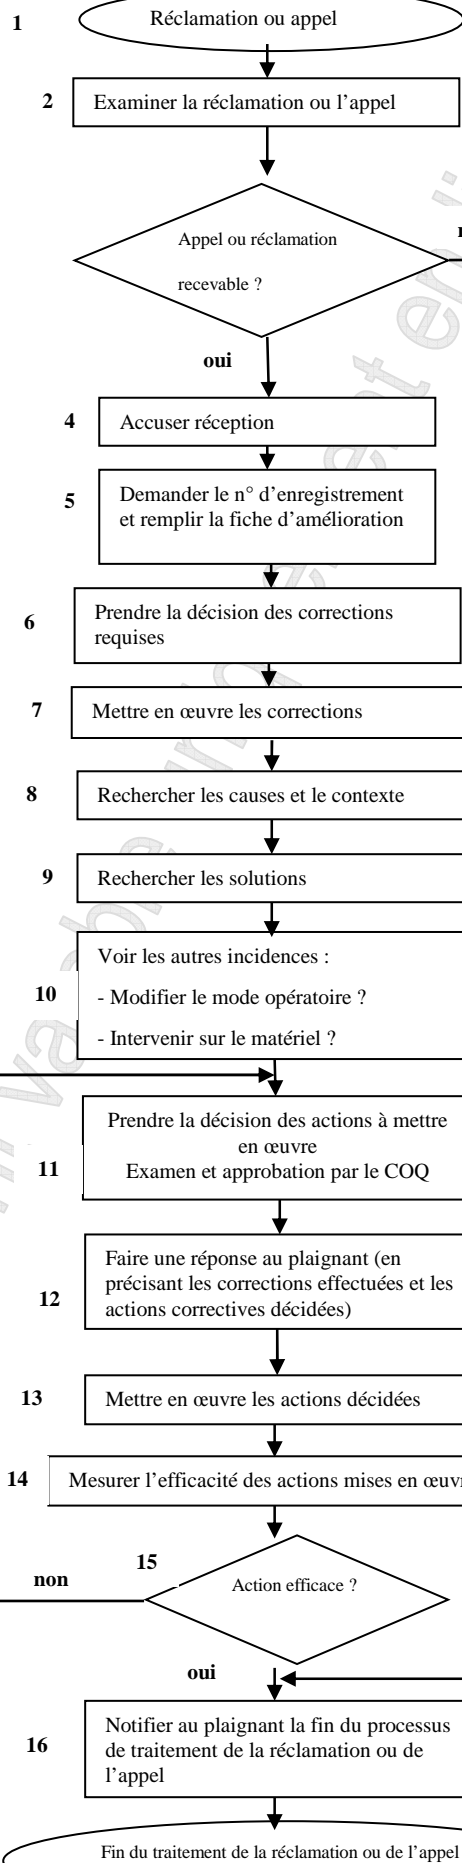 1
Réclamation ou appel
2
Examiner la réclamation ou l’appel
Appel ou réclamation
recevable ?
oui
4
Accuser réception
5
Demander le n° d’enregistrement
et remplir la fiche d’amélioration
6
Prendre la décision des corrections
requises
7
Mettre en œuvre les corrections
8
Rechercher les causes et le contexte
9
Rechercher les solutions
10
Voir les autres incidences :
- Modifier le mode opératoire ?
- Intervenir sur le matériel ?
11
Prendre la décision des actions à mettre
en œuvre
Examen et approbation par le COQ
12
Faire une réponse au plaignant (en
précisant les corrections effectuées et les
actions correctives décidées)
13
Mettre en œuvre les actions décidées
14
Mesurer l’efficacité des actions mises en
15
non
Action efficace ?
oui
16
Notifier au plaignant la fin du processus
de traitement de la réclamation ou de
l’appel
Fin du traitement de la réclamation ou de l’appel